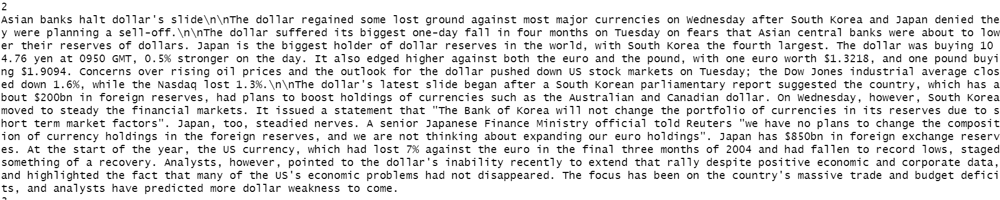 2
Asian banks halt dollar's slide\n\nThe dollar regained some lost ground against most major currencies on Wednesday after South Korea and Japan denied the
y were planning a sell-off.\n\nThe dollar suffered its biggest one-day fall in four months on Tuesday on fears that Asian central banks were about to low
er their reserves of dollars. Japan is the biggest holder of dollar reserves in the world, with South Korea the fourth largest. The dollar was buying 10
4.76 yen at 0950 GMT, 0.5% stronger on the day. It also edged higher against both the euro and the pound, with one euro worth $1.3218, and one pound buyi
ng $1.9094. Concerns over rising oil prices and the outlook for the dollar pushed down US stock markets on Tuesday; the Dow Jones industrial average clos
ed down 1.6%, while the Nasdaq lost 1.3%.\n\nThe dollar's latest slide began after a South Korean parliamentary report suggested the country, which has a
bout $200bn in foreign reserves, had plans to boost holdings of currencies such as the Australian and Canadian dollar. On Wednesday, however, South Korea
moved to steady the financial markets. It issued a statement that "The Bank of Korea will not change the portfolio of currencies in its reserves due to s
hort term market factors". Japan, too, steadied nerves. A senior Japanese Finance Ministry official told Reuters "we have no plans to change the composit
ion of currency holdings in the foreign reserves, and we are not thinking about expanding our euro holdings". Japan has $850bn in foreign exchange reserv
es. At the start of the year, the US currency, which had lost 7% against the euro in the final three months of 2004 and had fallen to record lows, staged
something of a recovery. Analysts, however, pointed to the dollar's inability recently to extend that rally despite positive economic and corporate data,
and highlighted the fact that many of the US's economic problems had not disappeared. The focus has been on the country's massive trade and budget defici
ts, and analysts have predicted more dollar weakness to come.